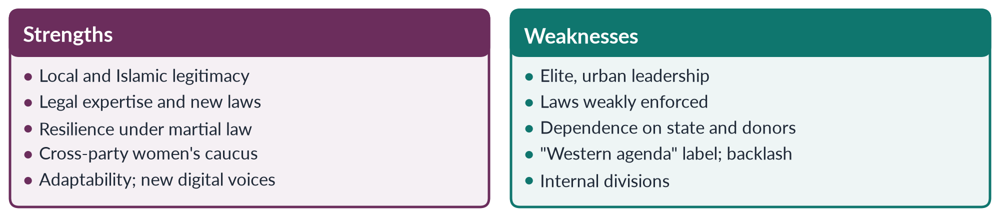 Strengths
• Local and Islamic legitimacy
• Legal expertise and new laws
• Resilience under martial law
• Cross-party women's caucus
• Adaptability; new digital voices
Weaknesses
• Elite, urban leadership
• Laws weakly enforced
• Dependence on state and donors
• "Western agenda" label; backlash
• Internal divisions